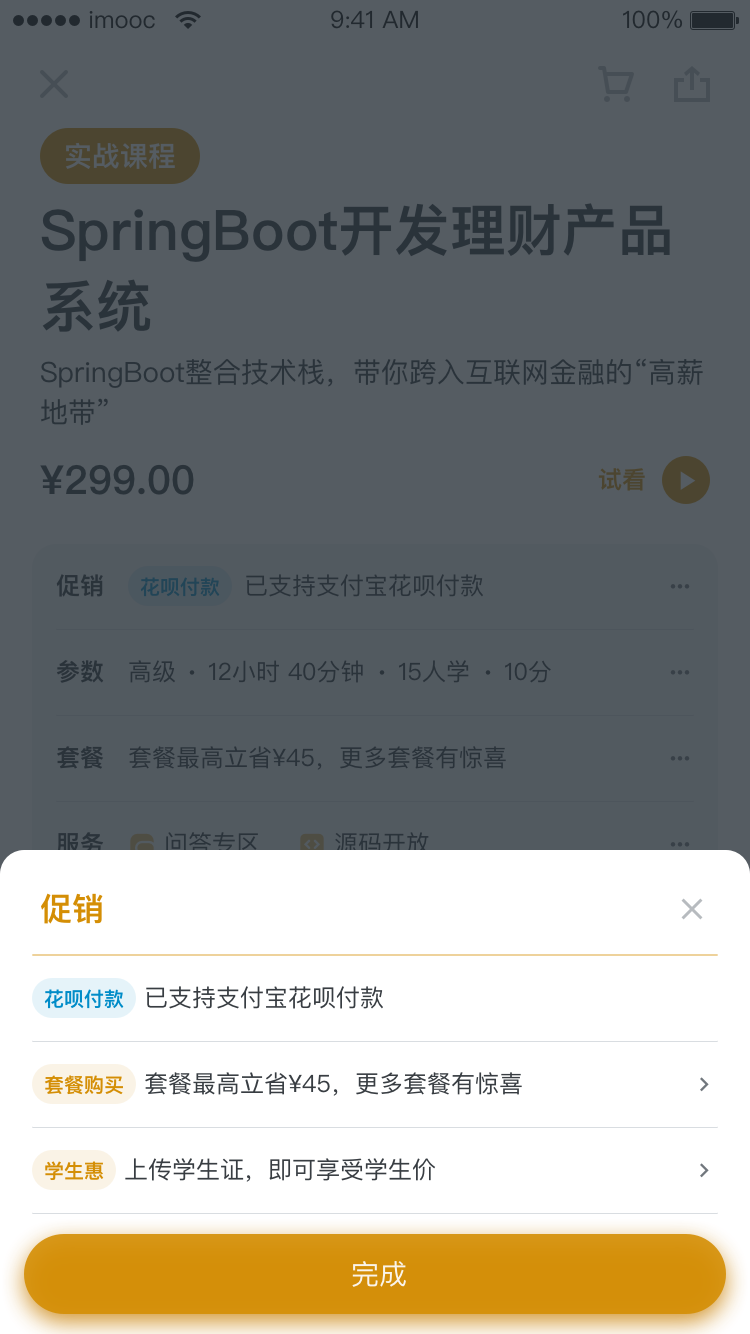 imooc 9:41 AM 100%
实战课程
SpringBoot开发理财产品
系统
SpringBoot整合技术栈，带你跨入互联网金融的“高薪
地带”
¥299.00 试看
促销 花呗付款 已支持支付宝花呗付款
参数 高级 · 12小时 40分钟 · 15人学 · 10分
套餐 套餐最高立省¥45，更多套餐有惊喜
服务 问答专区 源码开放
促销
花呗付款 已支持支付宝花呗付款
套餐购买 套餐最高立省¥45，更多套餐有惊喜
学生惠 上传学生证，即可享受学生价
完成